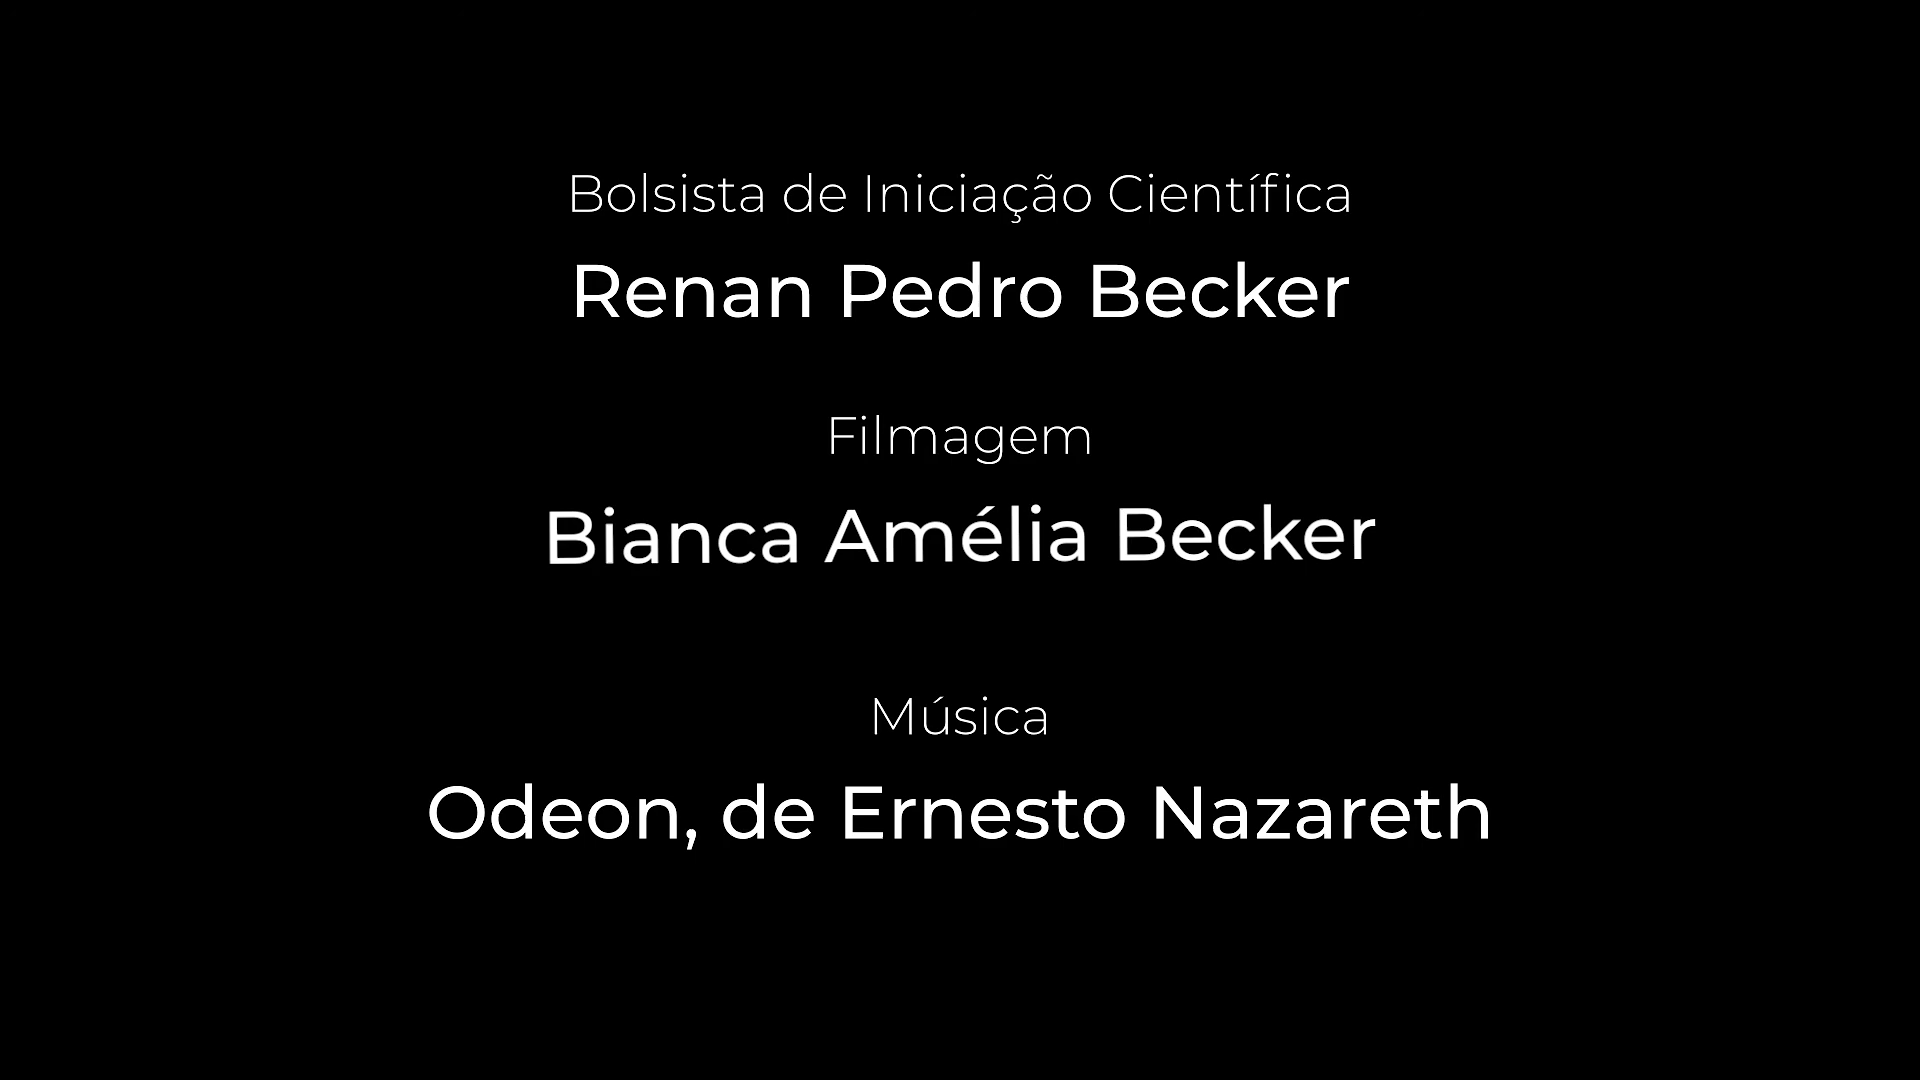 Bolsista de Iniciação Científica
Renan Pedro Becker
Filmagem
Bianca Amélia Becker
Música
Odeon, de Ernesto Nazareth